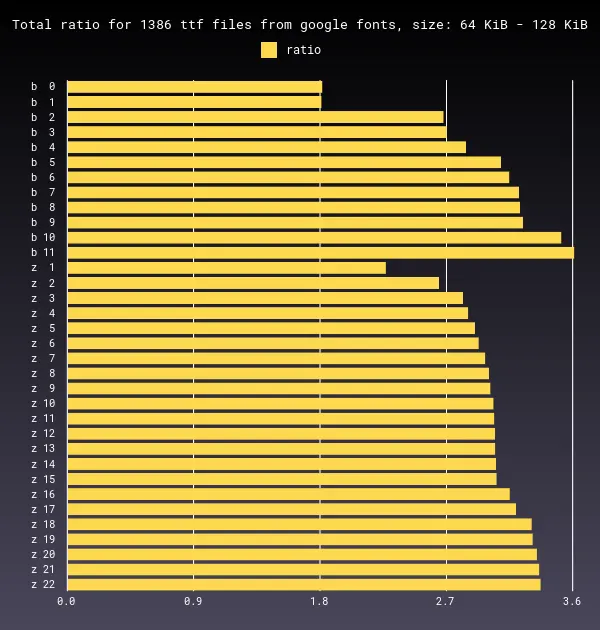 Total ratio for 1386 ttf files from google fonts, size: 64 KiB - 128 KiB
ratio
b 0
b 1
b 2
b 3
b 4
b 5
b 6
b 7
b 8
b 9
b 10
b 11
z 1
z 2
z 3
z 4
z 5
z 6
z 7
z 8
z 9
z 10
z 11
z 12
z 13
z 14
z 15
z 16
z 17
z 18
z 19
z 20
z 21
z 22
0.0 0.9 1.8 2.7 3.6